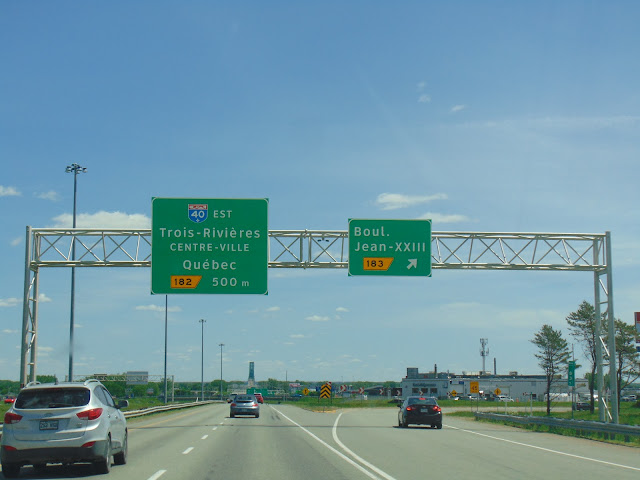 40 EST
Trois-Rivières
CENTRE-VILLE
Québec
182 500 m
Boul.
Jean-XXIII
183